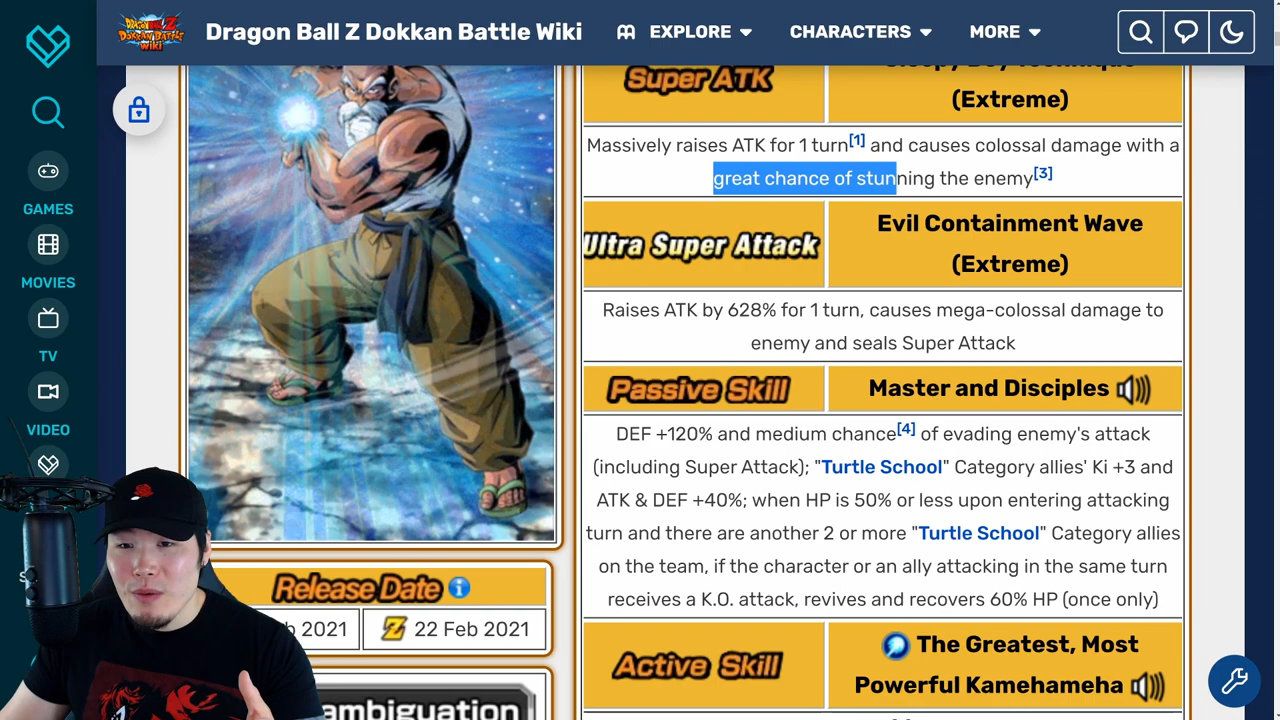 DRAGON BALL Z
DOKKAN BATTLE
Wiki
Dragon Ball Z Dokkan Battle Wiki
EXPLORE
CHARACTERS
MORE
GAMES
MOVIES
TV
VIDEO
Super ATK
(Extreme)
Massively raises ATK for 1 turn[1] and causes colossal damage with a
great chance of stunning the enemy[3]
Ultra Super Attack
Evil Containment Wave
(Extreme)
Raises ATK by 628% for 1 turn, causes mega-colossal damage to
enemy and seals Super Attack
Passive Skill
Master and Disciples
DEF +120% and medium chance[4] of evading enemy's attack
(including Super Attack); "Turtle School" Category allies' Ki +3 and
ATK & DEF +40%; when HP is 50% or less upon entering attacking
turn and there are another 2 or more "Turtle School" Category allies
on the team, if the character or an ally attacking in the same turn
receives a K.O. attack, revives and recovers 60% HP (once only)
Release Date
2021
Z 22 Feb 2021
Active Skill
The Greatest, Most
Powerful Kamehameha
ambiguation